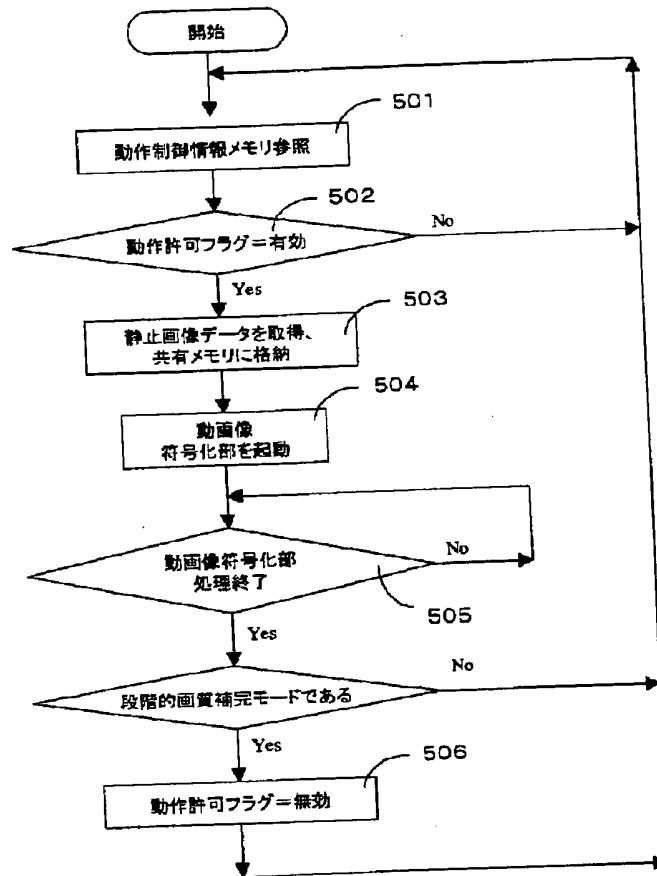 開始
501
動作制御情報メモリ参照
502
動作許可フラグ=有効
No
Yes
503
静止画像データを取得、
共有メモリに格納
504
動画像
符号化部を起動
動画像符号化部
処理終了
No
505
Yes
段階的画質補完モードである
No
Yes
506
動作許可フラグ=無効